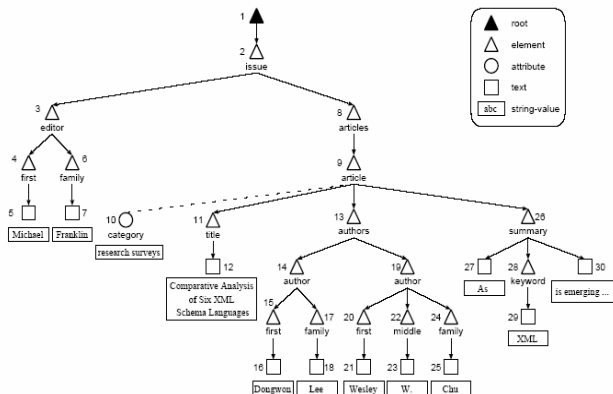 1
root
element
attribute
text
abc string-value
2
issue
3
editor
8
articles
4
first
6
family
9
article
5
7
Michael
Franklin
10
category
research surveys
11
title
13
authors
26
summary
12
Comparative Analysis
of Six XML
Schema Languages
14
author
19
author
27
As
28
keyword
30
is emerging ...
15
first
17
family
20
first
22
middle
24
family
29
XML
16
18
21
23
25
Dongwon
Lee
Wesley
W.
Chu